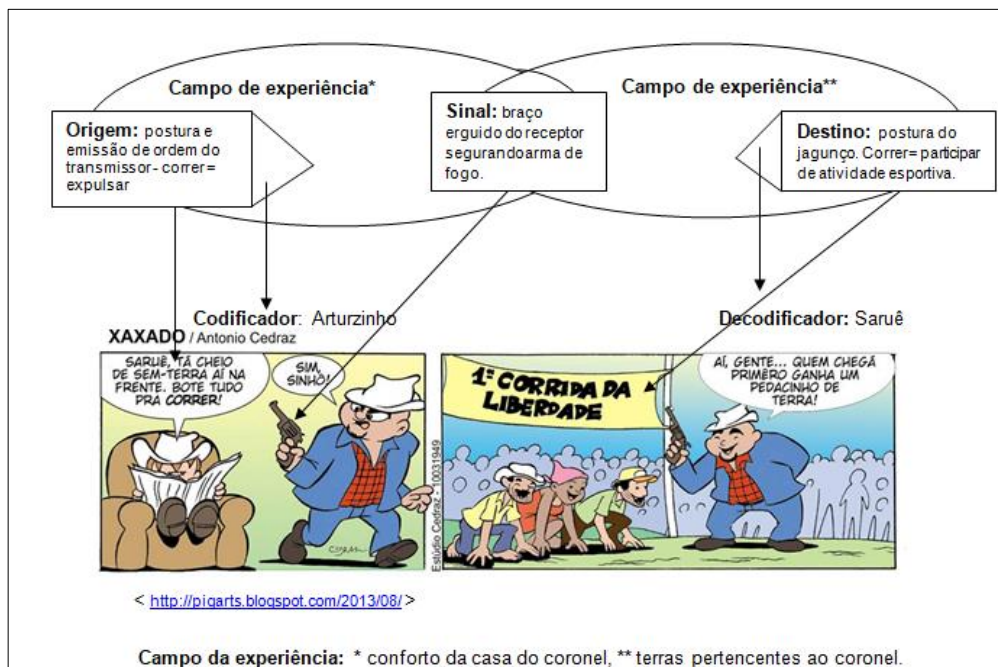 Campo de experiência*
Campo de experiência**
Origem: postura e
emissão de ordem do
transmissor- correr=
expulsar
Sinal: braço
erguido do receptor
segurandoarma de
fogo.
Destino: postura do
jagunço. Correr= participar
de atividade esportiva.
Codificador: Arturzinho
Decodificador: Saruê
XAXADO / Antonio Cedraz
SARUÊ, TÁ CHEIO
DE SEM-TERRA AÍ NA
FRENTE. BOTE TUDO
PRA CORRER!
SIM,
SINHÔ!
CEDRAZ
Estúdio Cedraz - 10031949
1ª CORRIDA DA
LIBERDADE
AÍ, GENTE... QUEM CHEGÁ
PRIMÊRO GANHA UM
PEDACINHO DE
TERRA!
< http://pigarts.blogspot.com/2013/08/ >
Campo da experiência: * conforto da casa do coronel, ** terras pertencentes ao coronel.